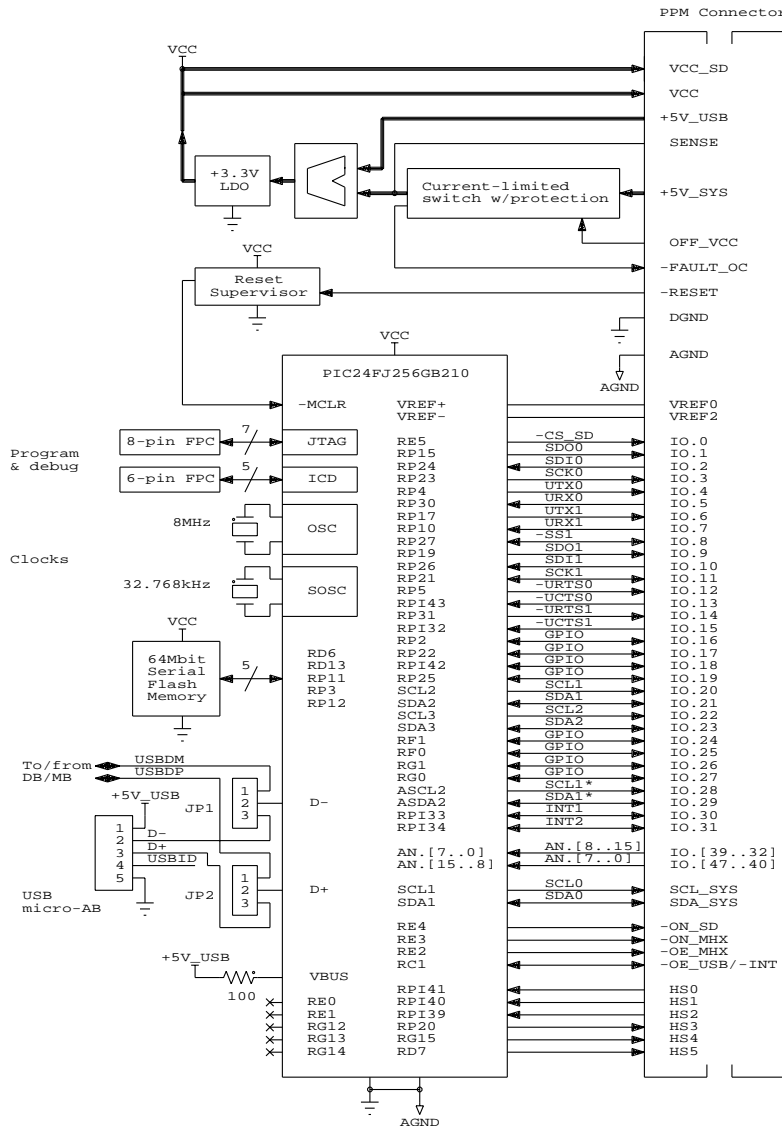 PPM Connector
VCC
VCC_SD
VCC
+5V_USB
SENSE
+3.3V
LDO
Current-limited
switch w/protection
+5V_SYS
OFF_VCC
-FAULT_OC
VCC
Reset
Supervisor
-RESET
DGND
AGND
AGND
VCC
PIC24FJ256GB210
-MCLR VREF+ VREF0
VREF- VREF2
Program
& debug
8-pin FPC 7 JTAG
6-pin FPC 5 ICD
Clocks
8MHz OSC
32.768kHz SOSC
RE5 -CS_SD IO.0
RP15 SDO0 IO.1
RP24 SDI0 IO.2
RP23 SCK0 IO.3
RP4 UTX0 IO.4
RP30 URX0 IO.5
RP17 UTX1 IO.6
RP10 URX1 IO.7
RP27 -SS1 IO.8
RP19 SDO1 IO.9
RP26 SDI1 IO.10
RP21 SCK1 IO.11
RP5 -URTS0 IO.12
RPI43 -UCTS0 IO.13
RP31 -URTS1 IO.14
RPI32 -UCTS1 IO.15
RP2 GPIO IO.16
RP22 GPIO IO.17
RPI42 GPIO IO.18
RP25 GPIO IO.19
SCL2 SCL1 IO.20
SDA2 SDA1 IO.21
SCL3 SCL2 IO.22
SDA3 SDA2 IO.23
RF1 GPIO IO.24
RF0 GPIO IO.25
RG1 GPIO IO.26
RG0 GPIO IO.27
ASCL2 SCL1* IO.28
ASDA2 SDA1* IO.29
RPI33 INT1 IO.30
RPI34 INT2 IO.31
VCC
64Mbit
Serial
Flash
Memory
5
RD6
RD13
RP11
RP3
RP12
To/from
DB/MB
USBDM
USBDP
+5V_USB
JP1
1
2
3
D-
1
2
3
4
5
D-
D+
USBID
USB
micro-AB
JP2
1
2
3
D+
AN.[7..0] AN.[8..15] IO.[39..32]
AN.[15..8] AN.[7..0] IO.[47..40]
SCL1 SCL0 SCL_SYS
SDA1 SDA0 SDA_SYS
RE4 -ON_SD
RE3 -ON_MHX
RE2 -OE_MHX
RC1 -OE_USB/-INT
+5V_USB
100
VBUS
RE0
RE1
RG12
RG13
RG14
RPI41 HS0
RPI40 HS1
RPI39 HS2
RP20 HS3
RG15 HS4
RD7 HS5
AGND